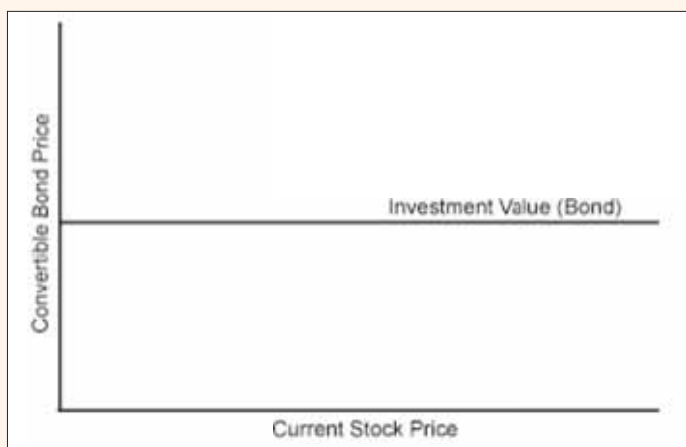 Convertible Bond Price
Investment Value (Bond)
Current Stock Price